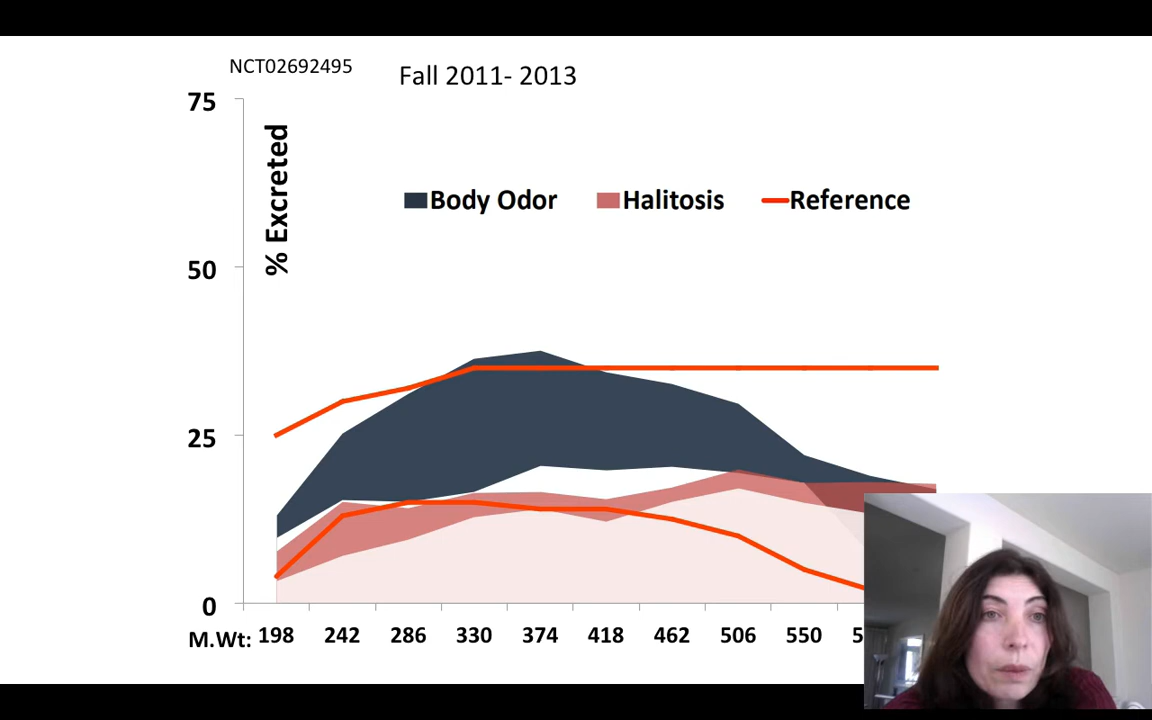 NCT02692495
Fall 2011- 2013
75
% Excreted
Body Odor Halitosis Reference
50
25
0
M.Wt: 198 242 286 330 374 418 462 506 550